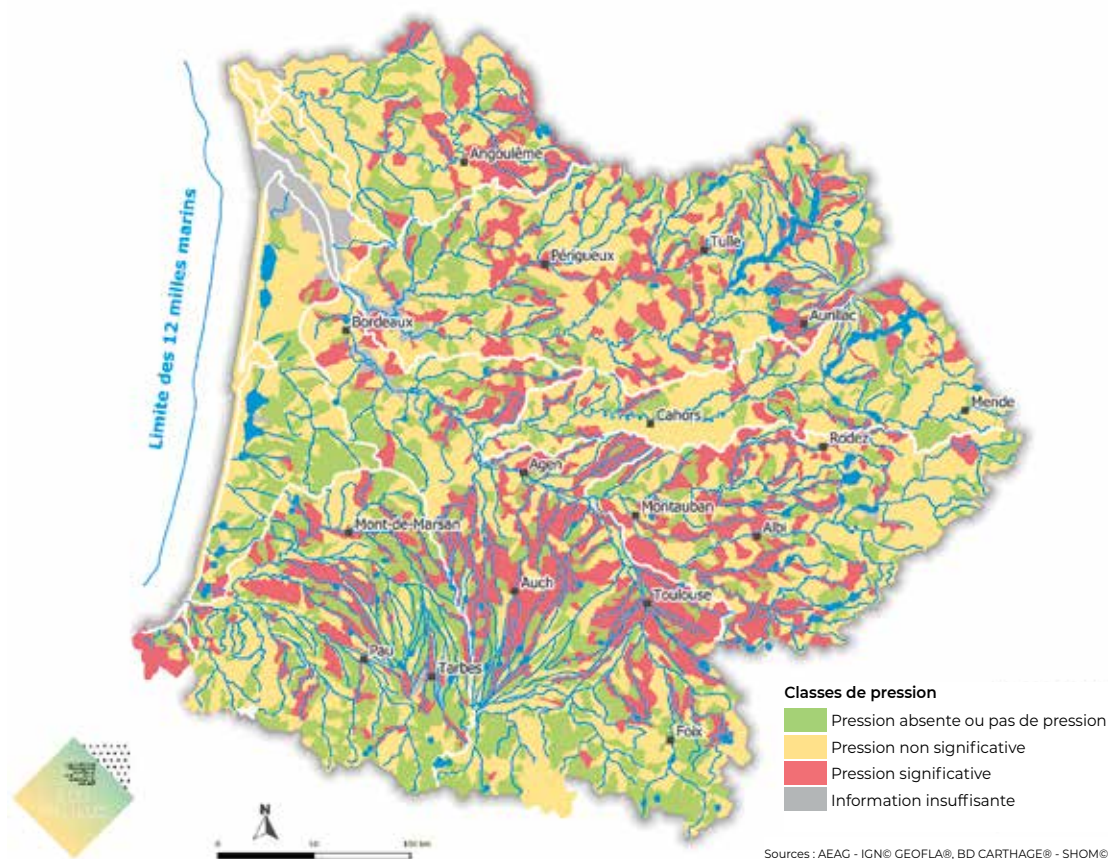 Limite des 12 milles marins
Angoulême
Périgueux
Tulle
Bordeaux
Aurillac
Cahors
Mende
Rodez
Agen
Montauban
Mont-de-Marsan
Albi
Auch
Toulouse
Pau
Tarbes
Foix
Classes de pression
Pression absente ou pas de pression
Pression non significative
Pression significative
Information insuffisante
N
0 50 100 km
Sources : AEAG - IGN© GEOFLA®, BD CARTHAGE® - SHOM©